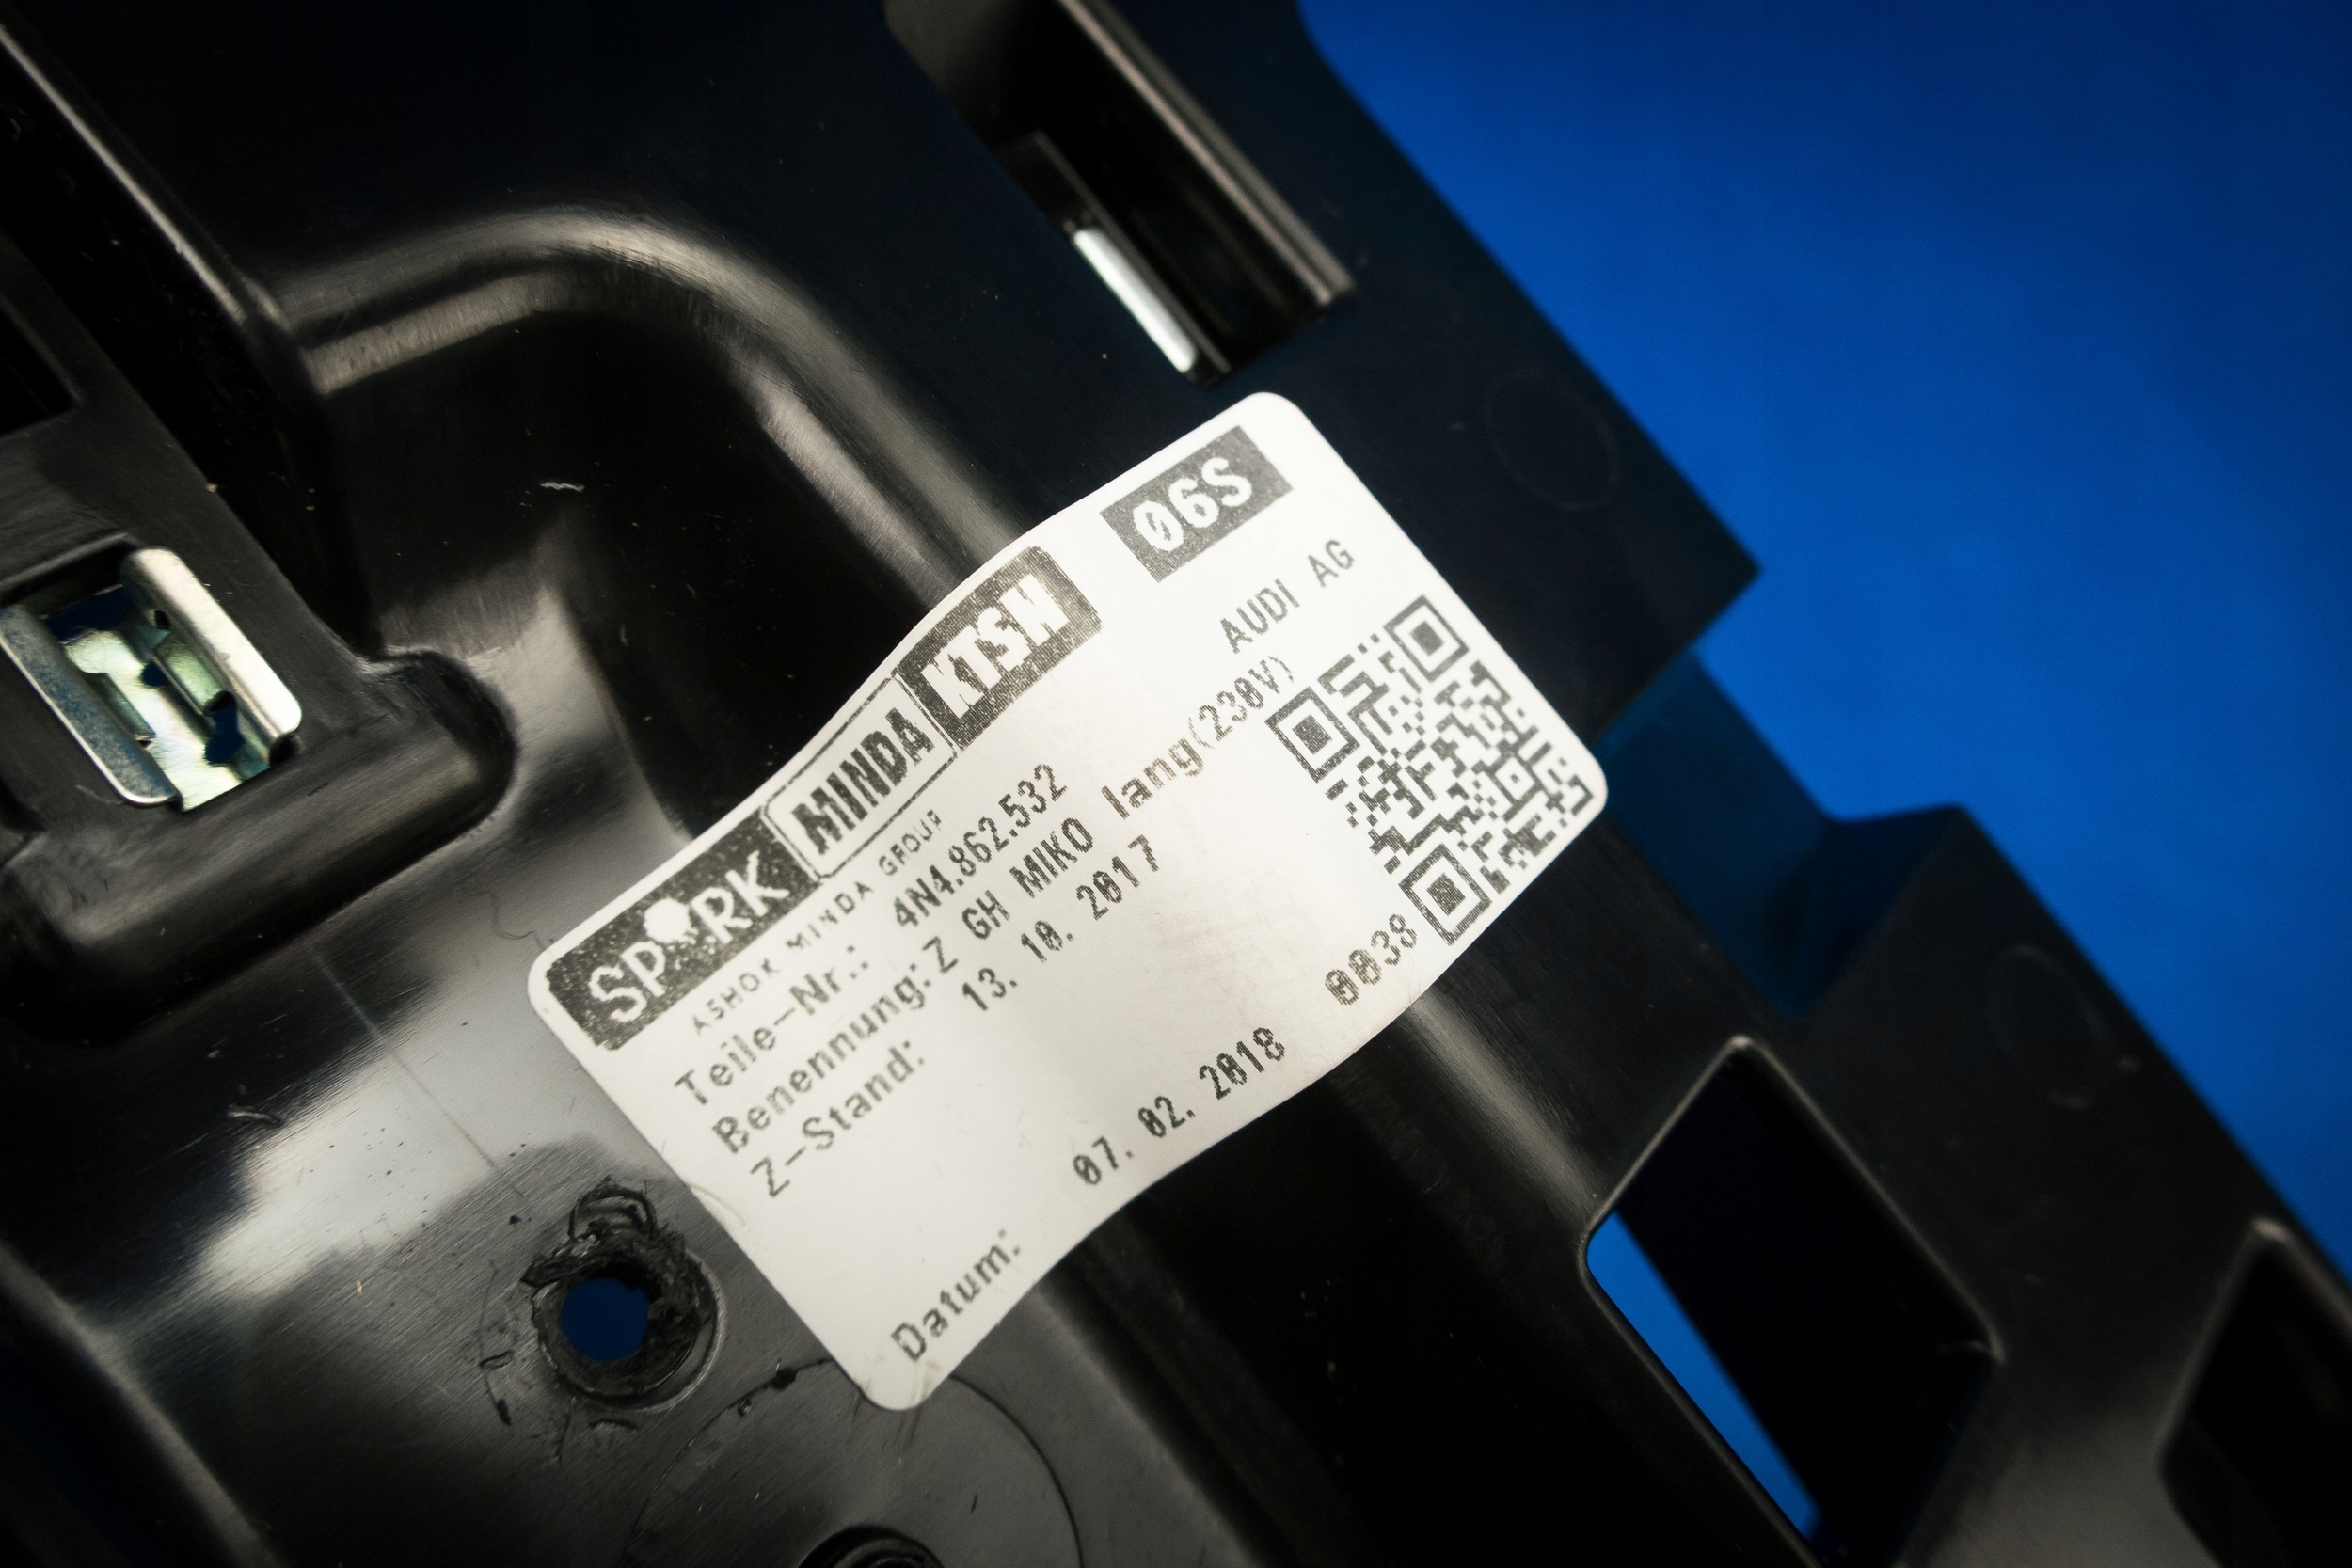 SPARK MINDA KTSN 06S
ASHOK MINDA GROUP
AUDI AG
Teile-Nr.: 4N4.862.532
Benennung: Z GH MIKO lang(230V)
Z-Stand: 13. 10. 2017
0038
Datum: 07. 02. 2018